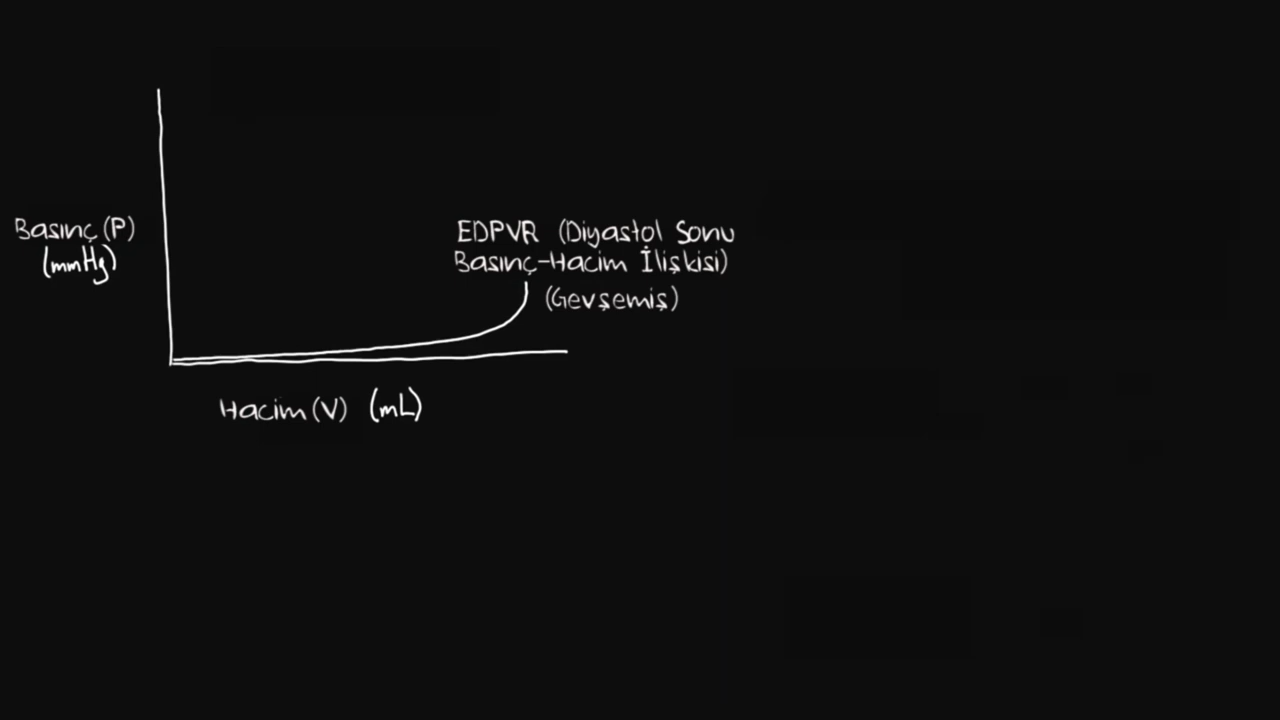 Basınç (P)
(mmHg)
EDPVR (Diyastol Sonu
Basınç-Hacim İlişkisi)
(Gevşemiş)
Hacim (V) (mL)